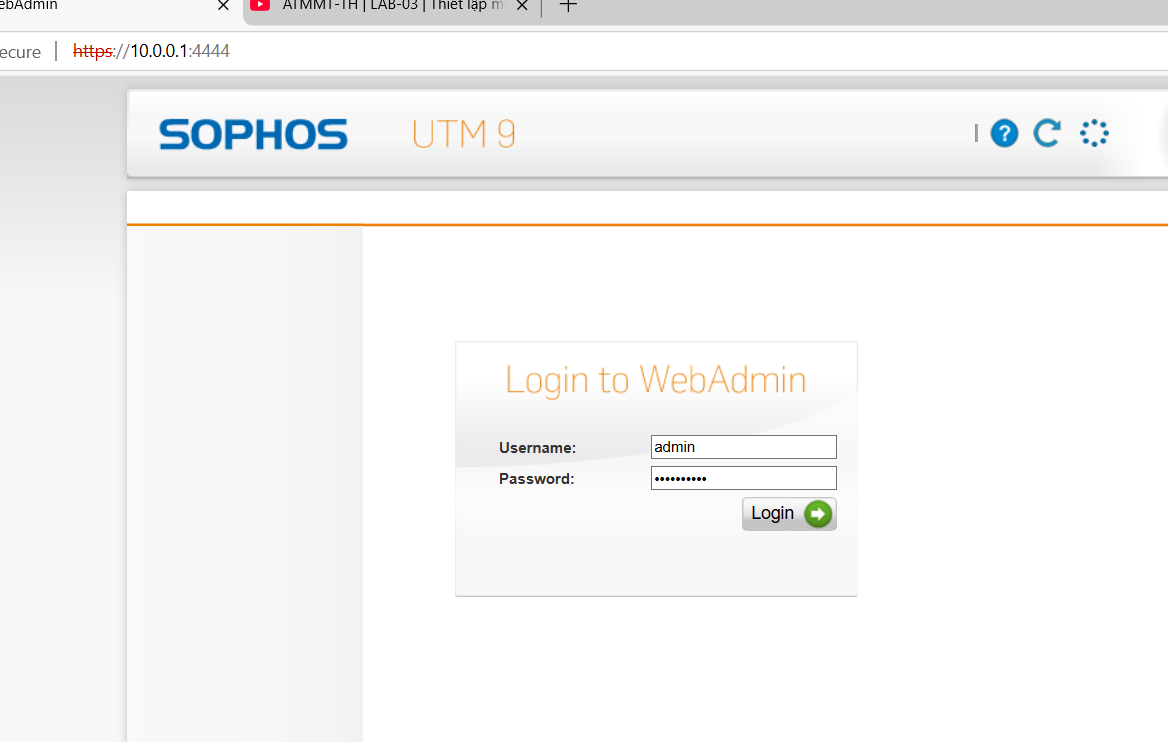 ebAdmin
ATMMT-TH | LAB-03 | Thiết lập m
ecure https://10.0.0.1:4444
SOPHOS UTM 9
Login to WebAdmin
Username: admin
Password: ••••••••••
Login